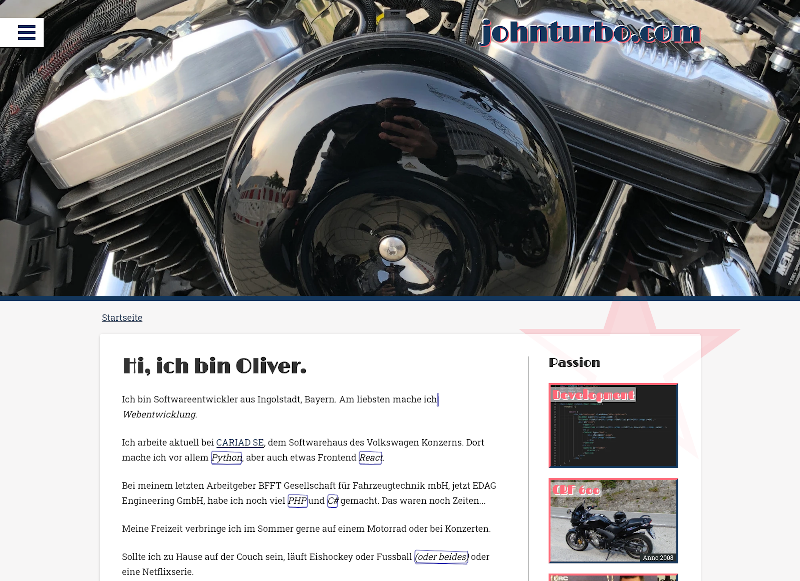 johnturbo.com
Startseite
Hi, ich bin Oliver.
Ich bin Softwareentwickler aus Ingolstadt, Bayern. Am liebsten mache ich
Webentwicklung.
Ich arbeite aktuell bei CARIAD SE, dem Softwarehaus des Volkswagen Konzerns. Dort
mache ich vor allem Python, aber auch etwas Frontend React.
Bei meinem letzten Arbeitgeber BFFT Gesellschaft für Fahrzeugtechnik mbH, jetzt EDAG
Engineering GmbH, habe ich noch viel PHP und C# gemacht. Das waren noch Zeiten...
Meine Freizeit verbringe ich im Sommer gerne auf einem Motorrad oder bei Konzerten.
Sollte ich zu Hause auf der Couch sein, läuft Eishockey oder Fussball (oder beides) oder
eine Netflixserie.
Passion
Development
CBF 600
Anno 2008